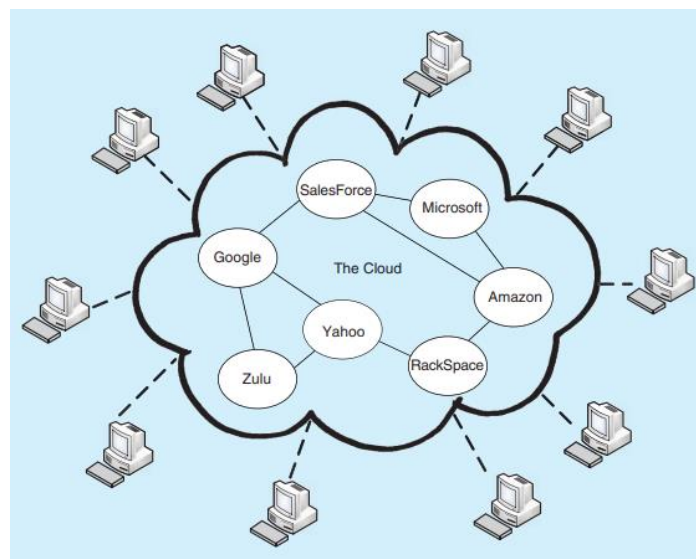 SalesForce
Microsoft
Google
The Cloud
Amazon
Yahoo
RackSpace
Zulu